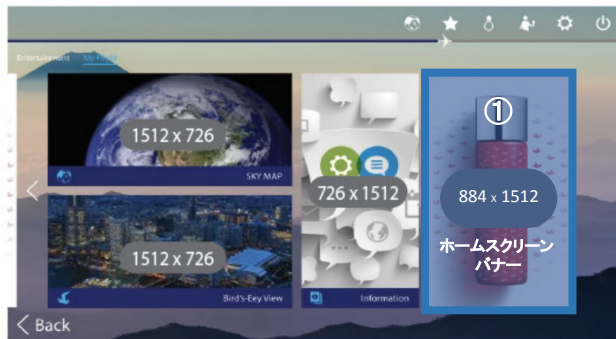 Entertainment My Flight
1512 x 726
SKY MAP
1512 x 726
Bird's-Eey View
726 x 1512
Information
①
884 x 1512
ホームスクリーン
バナー
Back